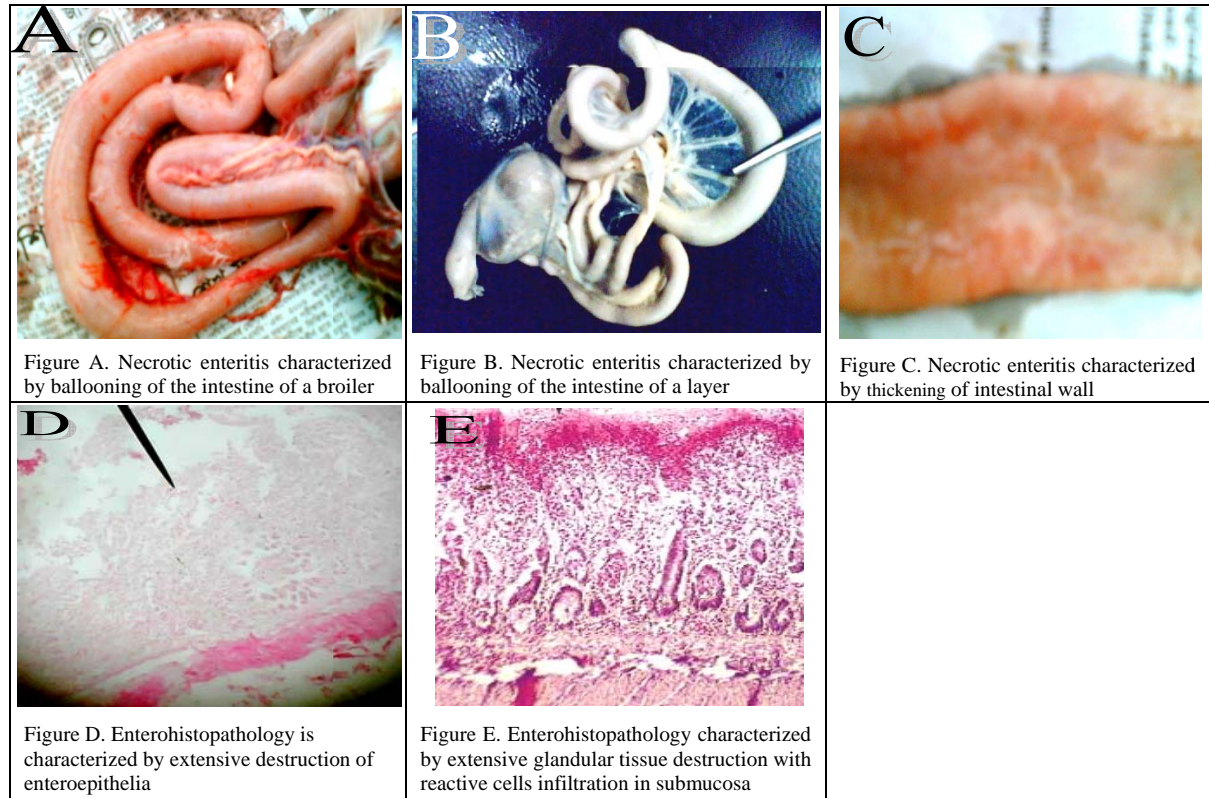 A
B
C
Figure A. Necrotic enteritis characterized
by ballooning of the intestine of a broiler
Figure B. Necrotic enteritis characterized by
ballooning of the intestine of a layer
Figure C. Necrotic enteritis characterized
by thickening of intestinal wall
D
E
Figure D. Enterohistopathology is
characterized by extensive destruction of
enteroepithelia
Figure E. Enterohistopathology characterized
by extensive glandular tissue destruction with
reactive cells infiltration in submucosa